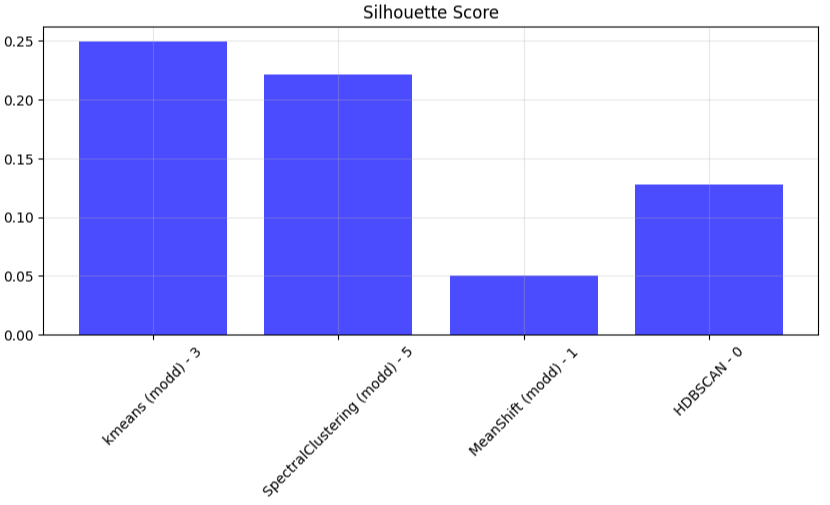 Silhouette Score
0.25
0.20
0.15
0.10
0.05
0.00
kmeans (modd) - 3
SpectralClustering (modd) - 5
MeanShift (modd) - 1
HDBSCAN - 0